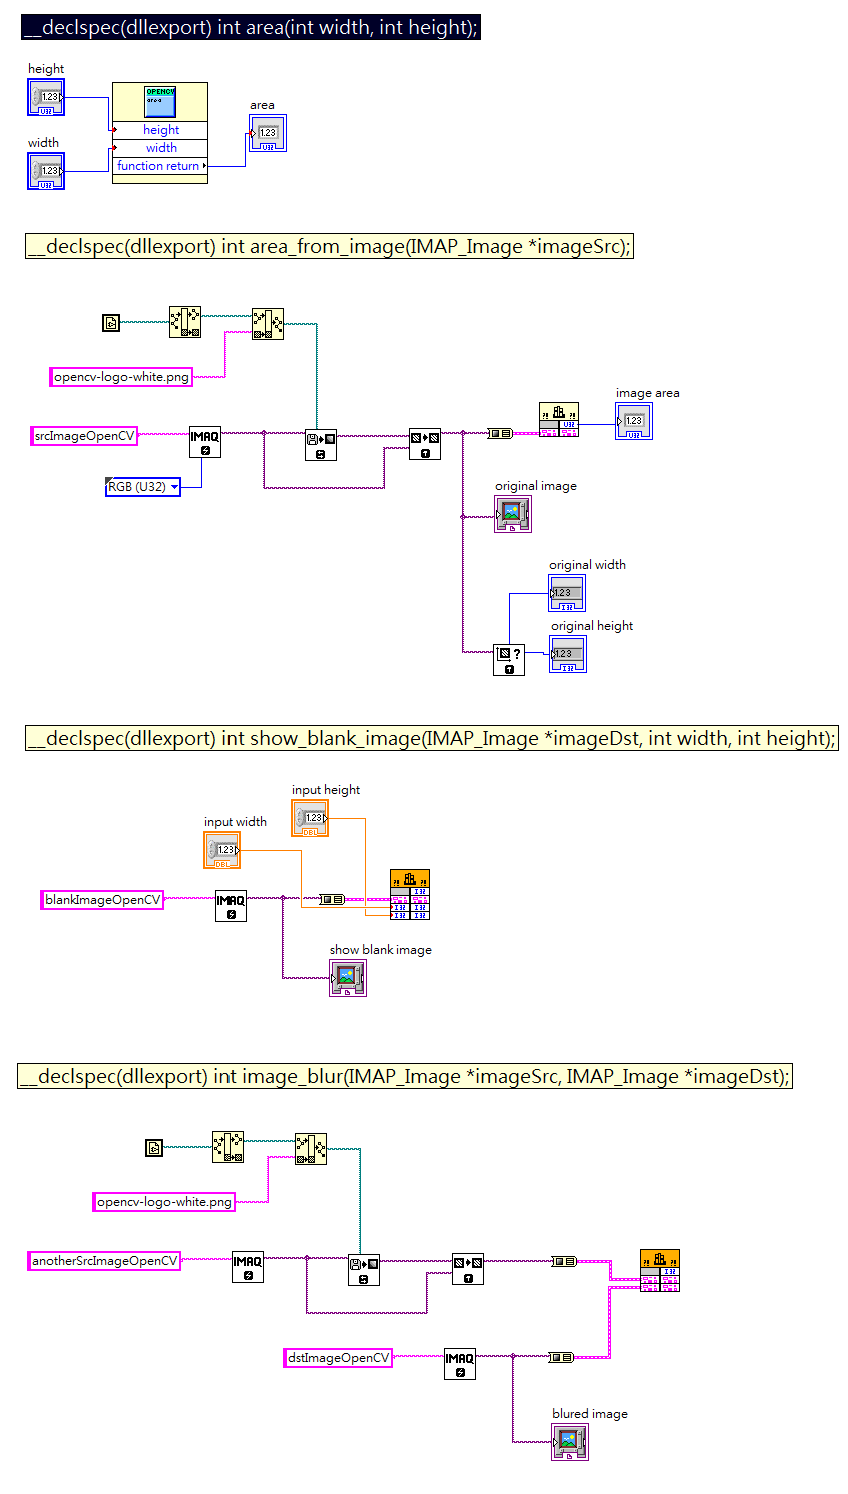 __declspec(dllexport) int area(int width, int height);
height
1.23
U32
OPENCV
area
height
width
function return
area
1.23
U32
width
1.23
U32
__declspec(dllexport) int area_from_image(IMAP_Image *imageSrc);
opencv-logo-white.png
srcImageOpenCV
IMAQ
RGB (U32)
?! ?!
U32
image area
1.23
U32
original image
original width
1.23
I32
original height
1.23
I32
?
__declspec(dllexport) int show_blank_image(IMAP_Image *imageDst, int width, int height);
input height
1.23
DBL
input width
1.23
DBL
blankImageOpenCV
IMAQ
?! ?!
I32
I32 I32
I32 I32
show blank image
__declspec(dllexport) int image_blur(IMAP_Image *imageSrc, IMAP_Image *imageDst);
opencv-logo-white.png
anotherSrcImageOpenCV
IMAQ
?! ?!
I32
dstImageOpenCV
IMAQ
blured image